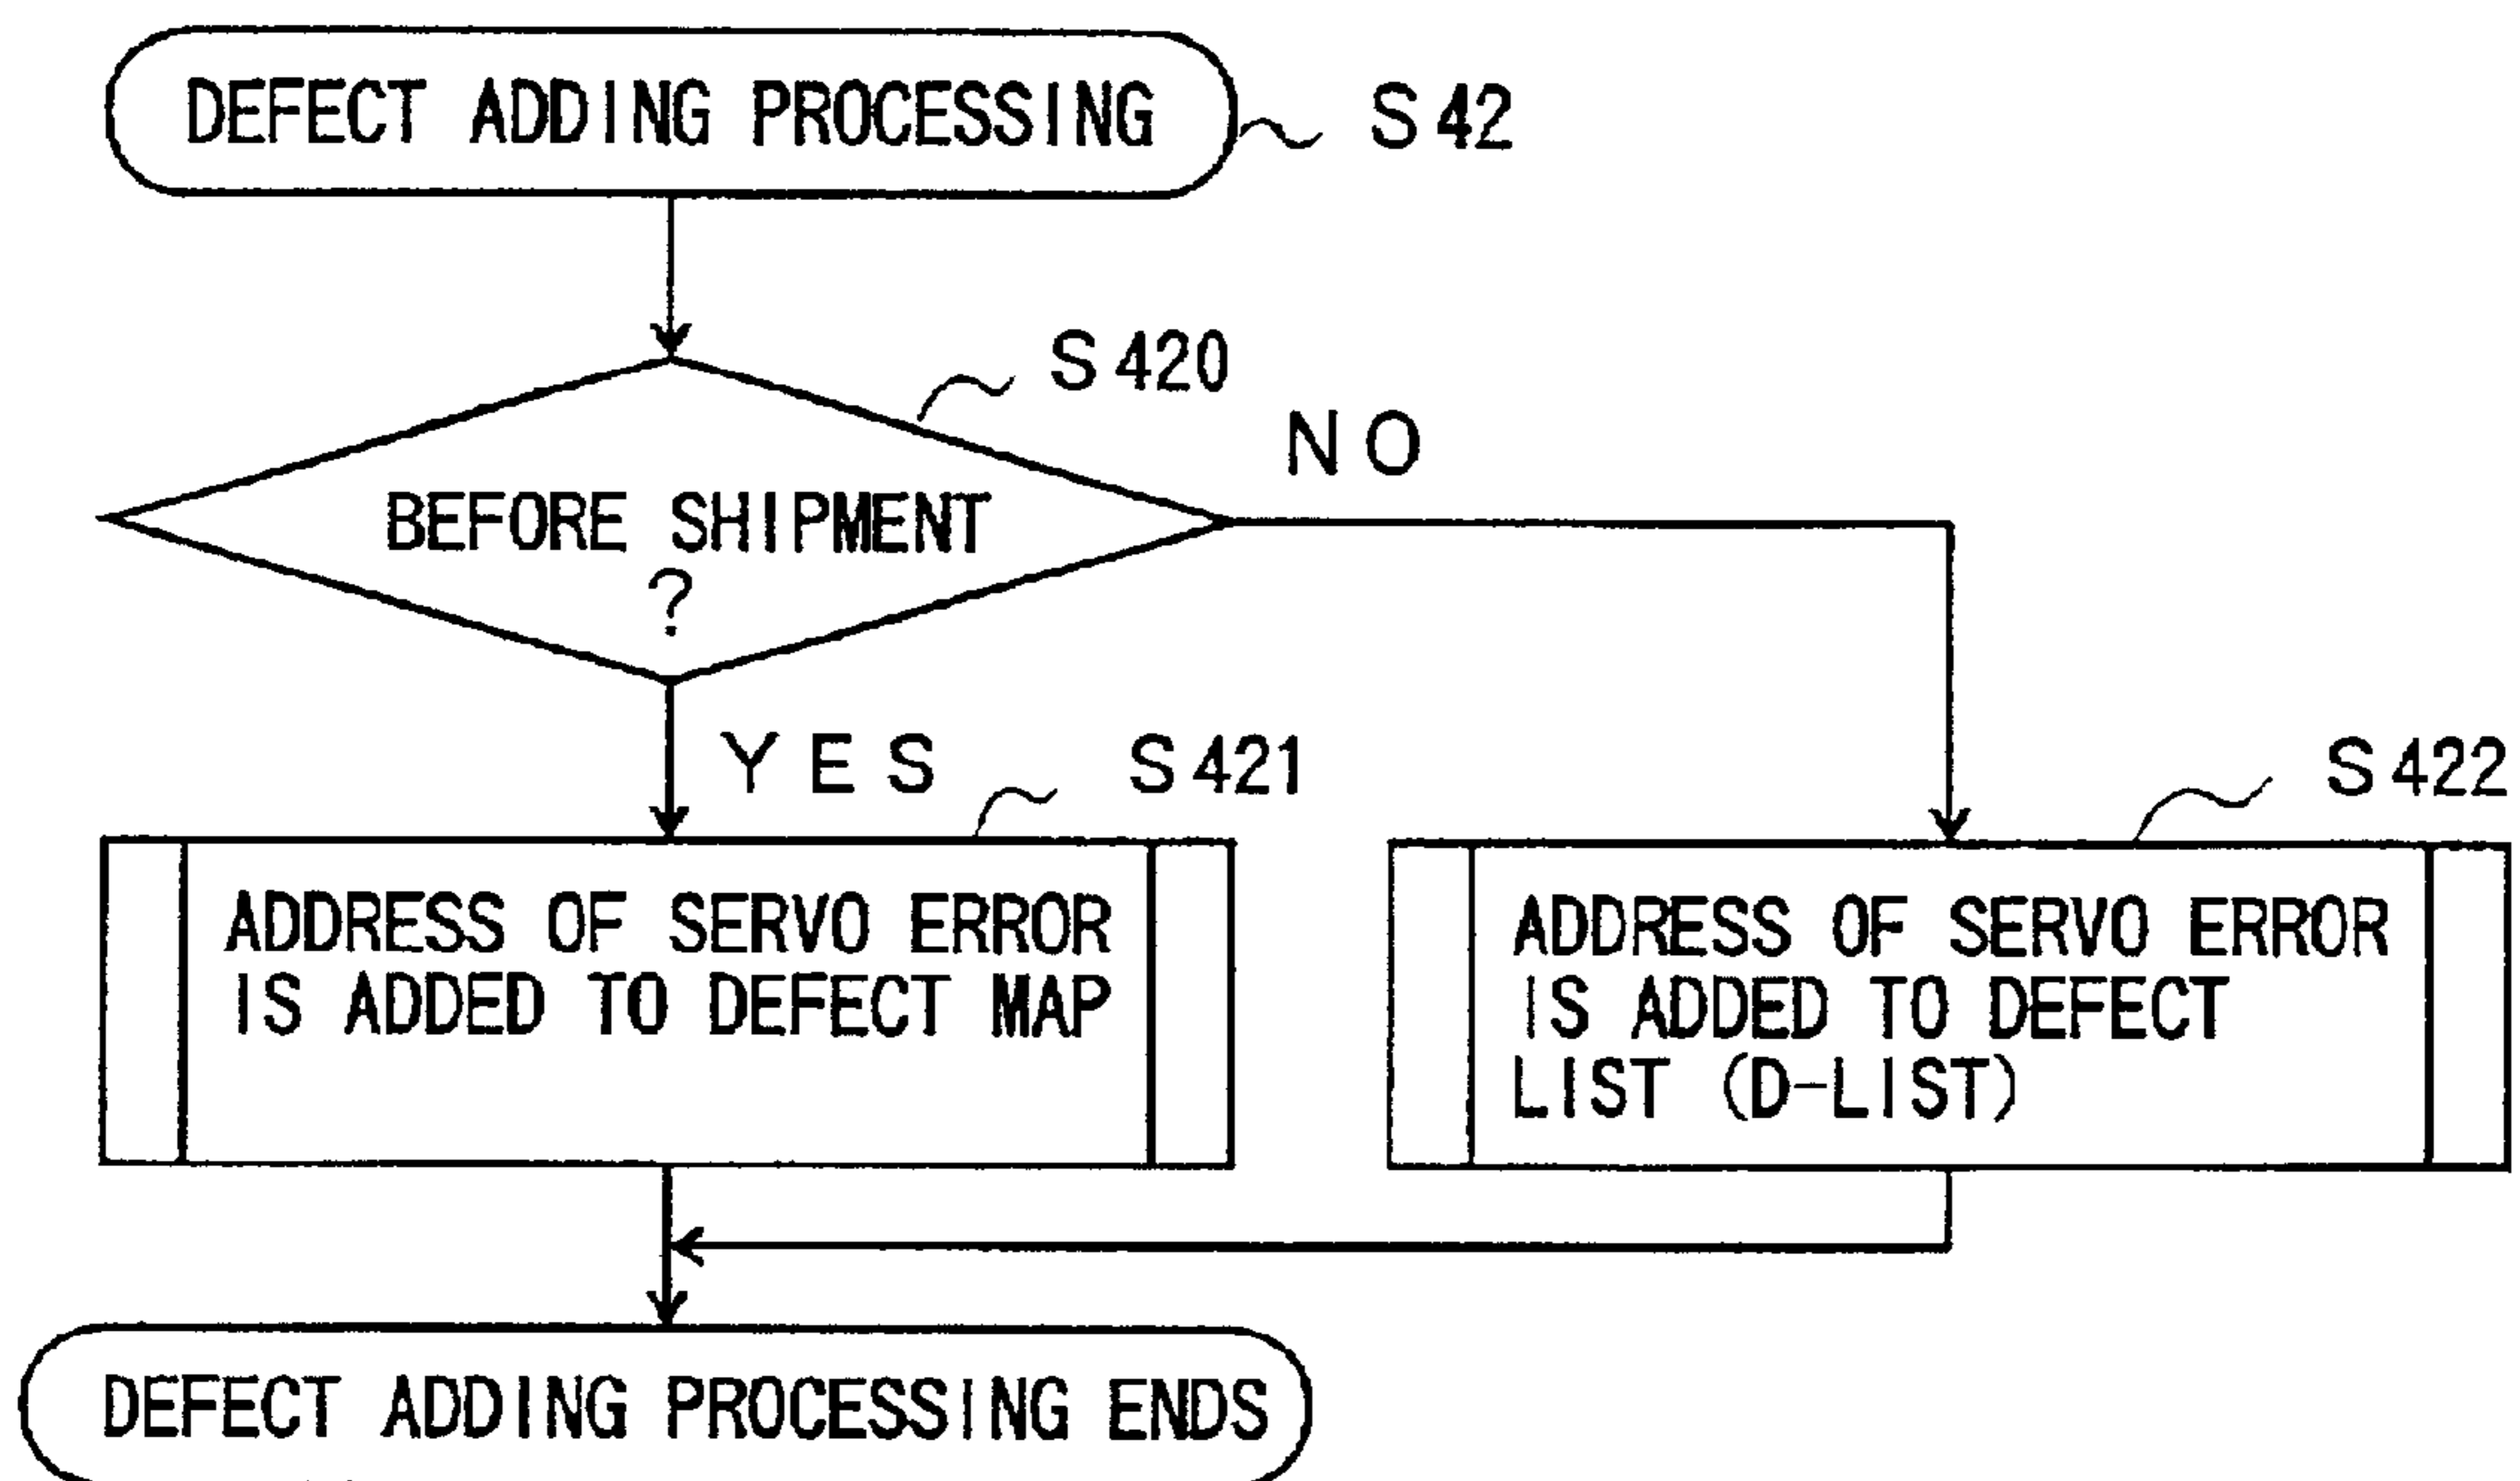 DEFECT ADDING PROCESSING
S42
S420
BEFORE SHIPMENT
?
NO
YES
S421
S422
ADDRESS OF SERVO ERROR
IS ADDED TO DEFECT MAP
ADDRESS OF SERVO ERROR
IS ADDED TO DEFECT
LIST (D-LIST)
DEFECT ADDING PROCESSING ENDS